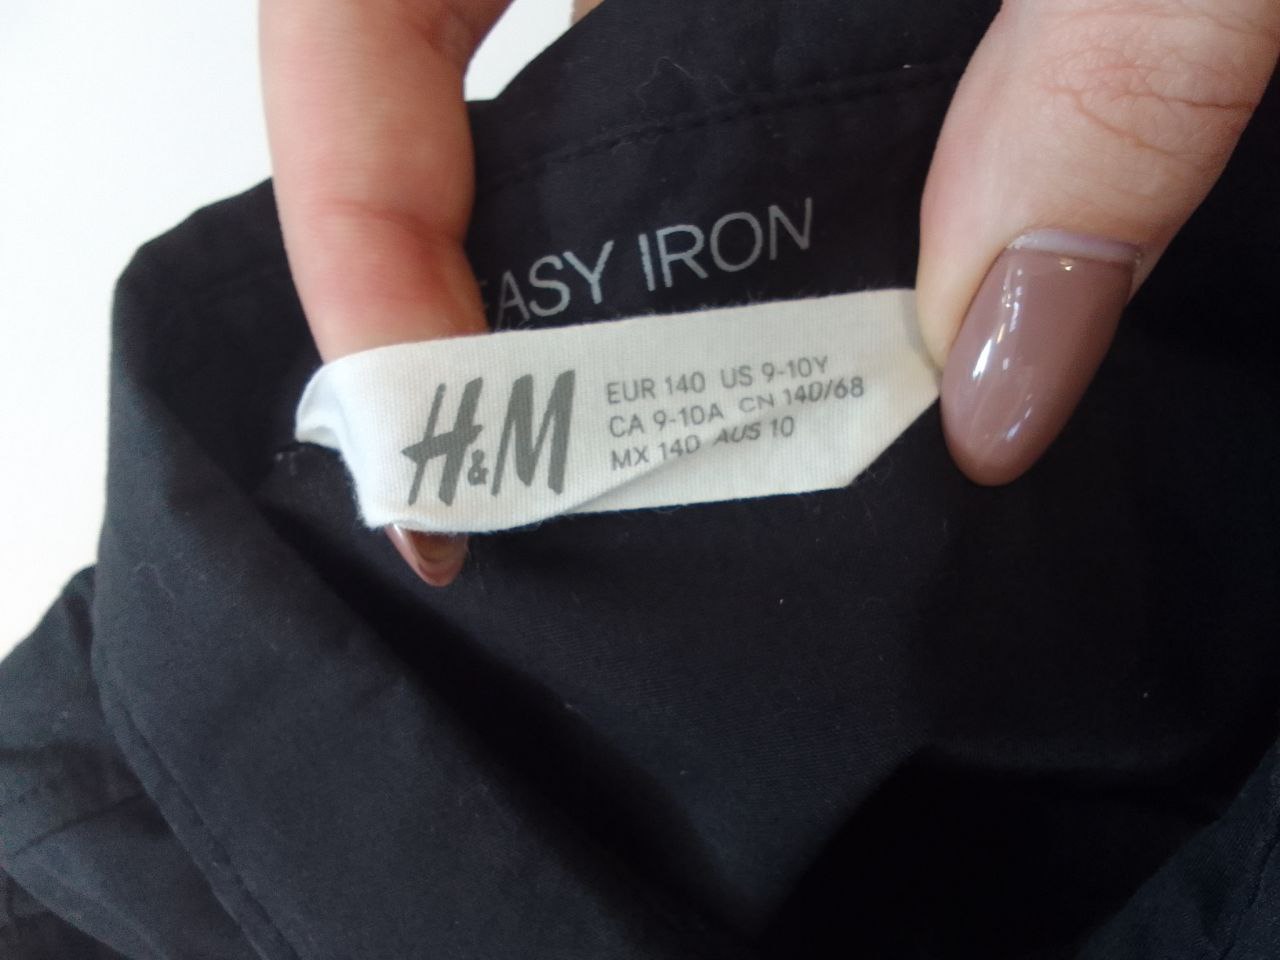 EASY IRON
H&M
EUR 140 US 9-10Y
CA 9-10A CN 140/68
MX 140 AUS 10